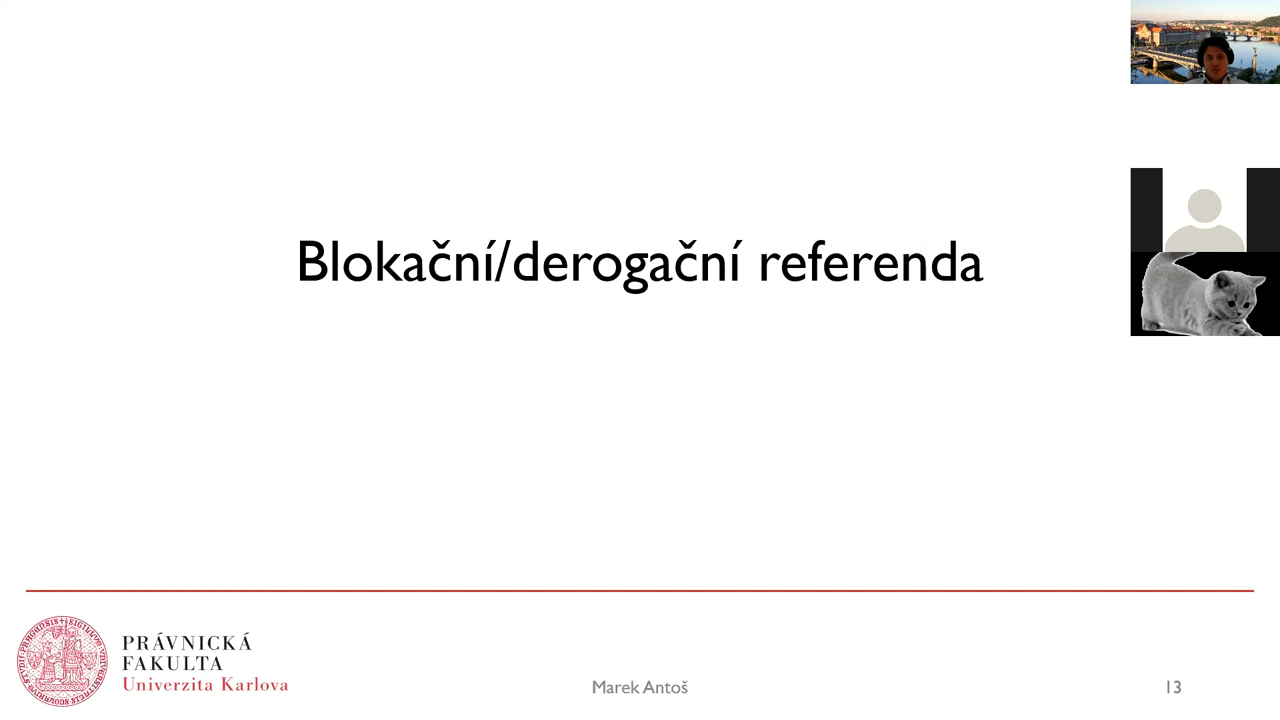 Blokační/derogační referenda
PRÁVNICKÁ
FAKULTA
Univerzita Karlova
Marek Antoš
13